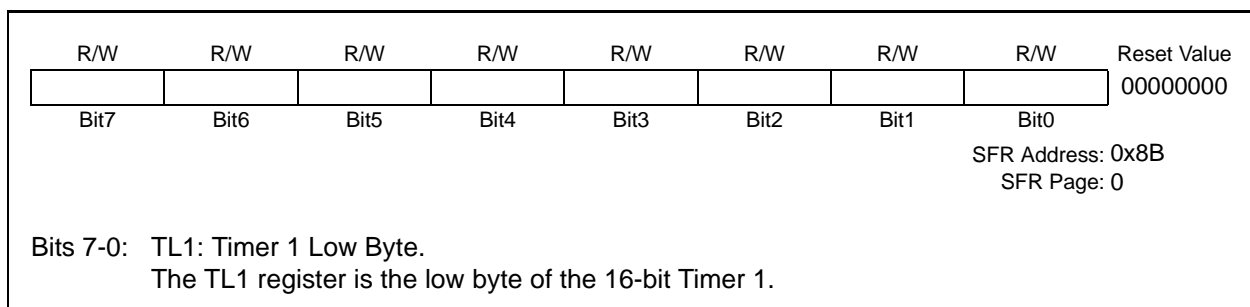 R/W R/W R/W R/W R/W R/W R/W R/W Reset Value
00000000
Bit7 Bit6 Bit5 Bit4 Bit3 Bit2 Bit1 Bit0
SFR Address: 0x8B
SFR Page: 0
Bits 7-0: TL1: Timer 1 Low Byte.
The TL1 register is the low byte of the 16-bit Timer 1.